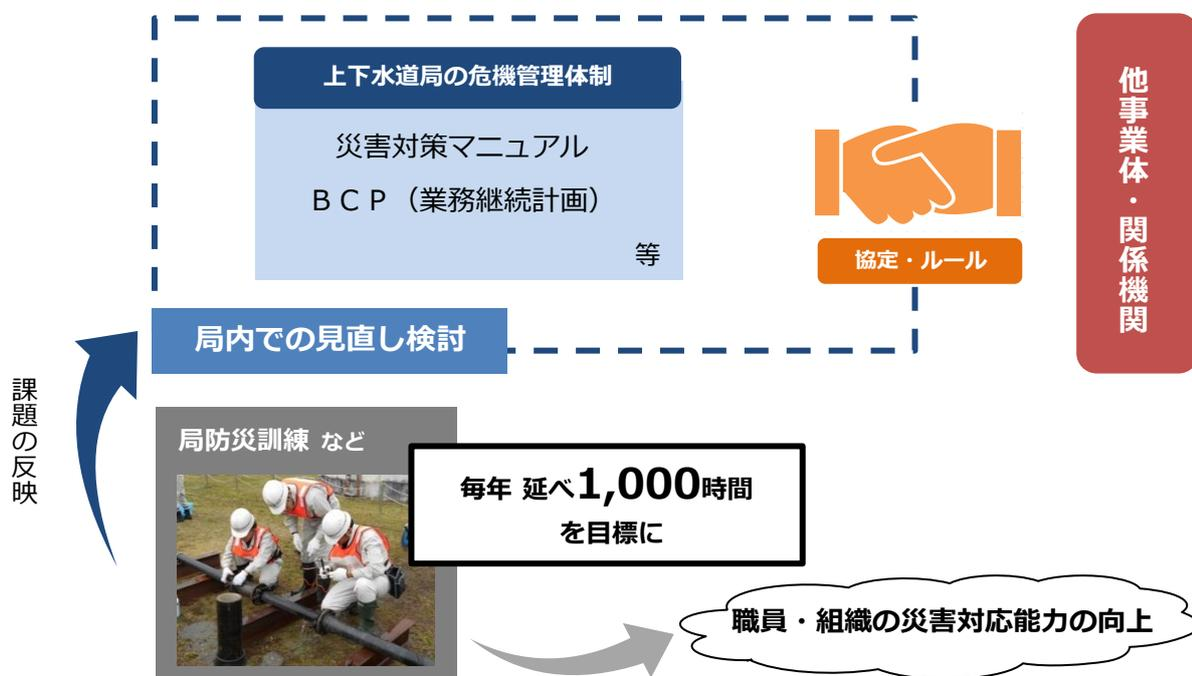 上下水道局の危機管理体制
災害対策マニュアル
ＢＣＰ（業務継続計画）
等
協定・ルール
他事業体・関係機関
局内での見直し検討
課題の反映
局防災訓練 など
毎年 延べ1,000時間
を目標に
職員・組織の災害対応能力の向上